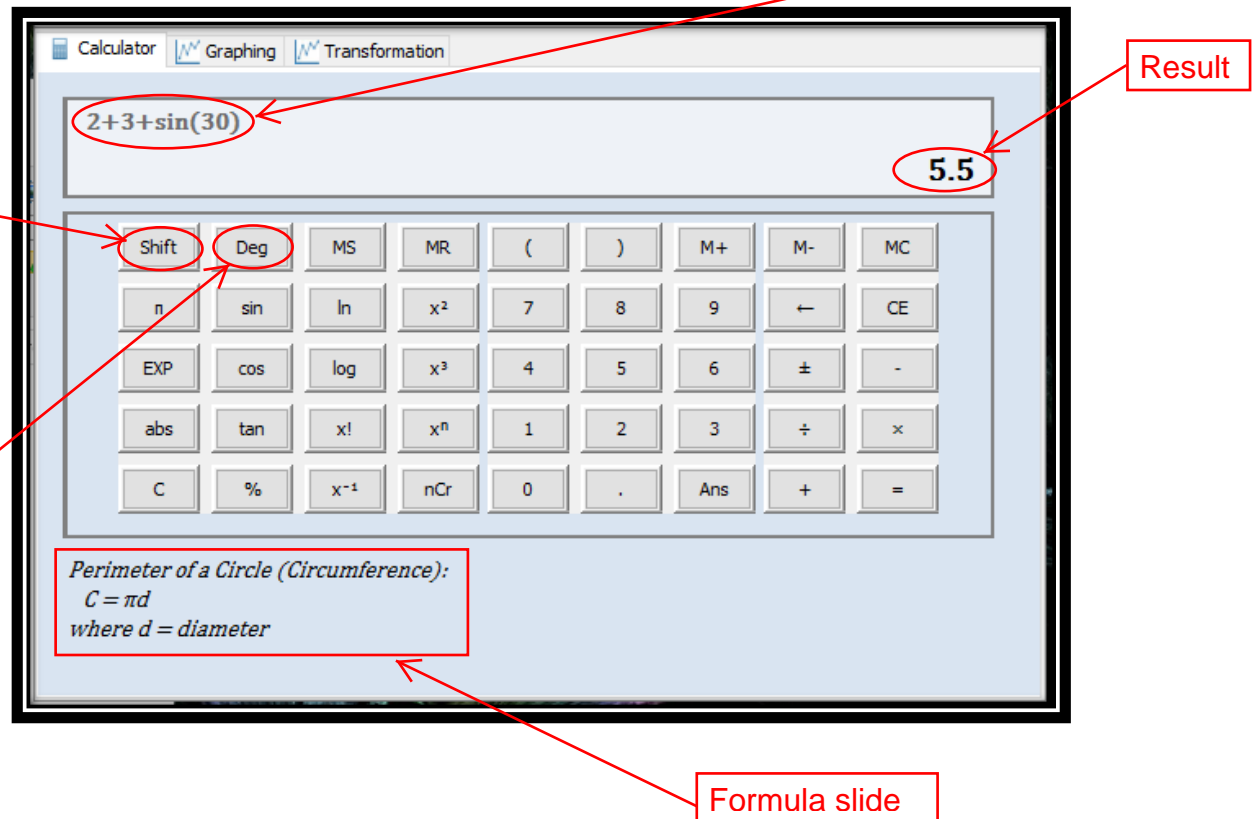 Calculator Graphing Transformation
Result
2+3+sin(30)
5.5
Shift Deg MS MR ( ) M+ M- MC
π sin ln x² 7 8 9 ← CE
EXP cos log x³ 4 5 6 ± -
abs tan x! xⁿ 1 2 3 ÷ ×
C % x⁻¹ nCr 0 . Ans + =
Perimeter of a Circle (Circumference):
C = πd
where d = diameter
Formula slide